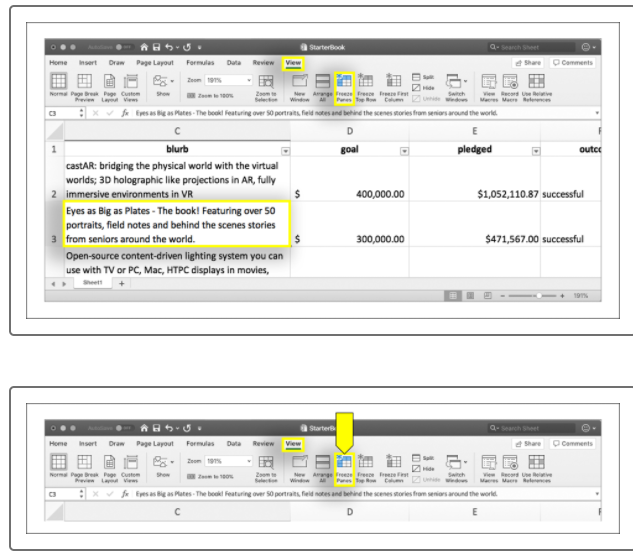 AutoSave
StarterBook
Search Sheet
Home Insert Draw Page Layout Formulas Data Review View Share Comments
Normal Page Break Preview Page Layout Custom Views Show Zoom 191% Zoom to 100% Zoom to Selection New Window Arrange All Freeze Panes Freeze Top Row Freeze First Column Split Hide Unhide Switch Windows View Macros Record Macro Use Relative References
C3 fx Eyes as Big as Plates - The book! Featuring over 50 portraits, field notes and behind the scenes stories from seniors around the world.
C D E F
1 blurb goal pledged outco
castAR: bridging the physical world with the virtual
worlds; 3D holographic like projections in AR, fully
2 immersive environments in VR $ 400,000.00 $1,052,110.87 successful
Eyes as Big as Plates - The book! Featuring over 50
portraits, field notes and behind the scenes stories
3 from seniors around the world. $ 300,000.00 $471,567.00 successful
Open-source content-driven lighting system you can
use with TV or PC, Mac, HTPC displays in movies,
Sheet1 +
191%
StarterB
Search Sheet
Home Insert Draw Page Layout Formulas Data Review View Share Comments
Normal Page Break Preview Page Layout Custom Views Show Zoom 191% Zoom to 100% Zoom to Selection New Window Arrange All Freeze Panes Freeze Top Row Freeze First Column Split Hide Unhide Switch Windows View Macros Record Macro Use Relative References
C3 fx Eyes as Big as Plates - The book! Featuring over 50 portraits, field notes and behind the scenes stories from seniors around the world.
C D E F